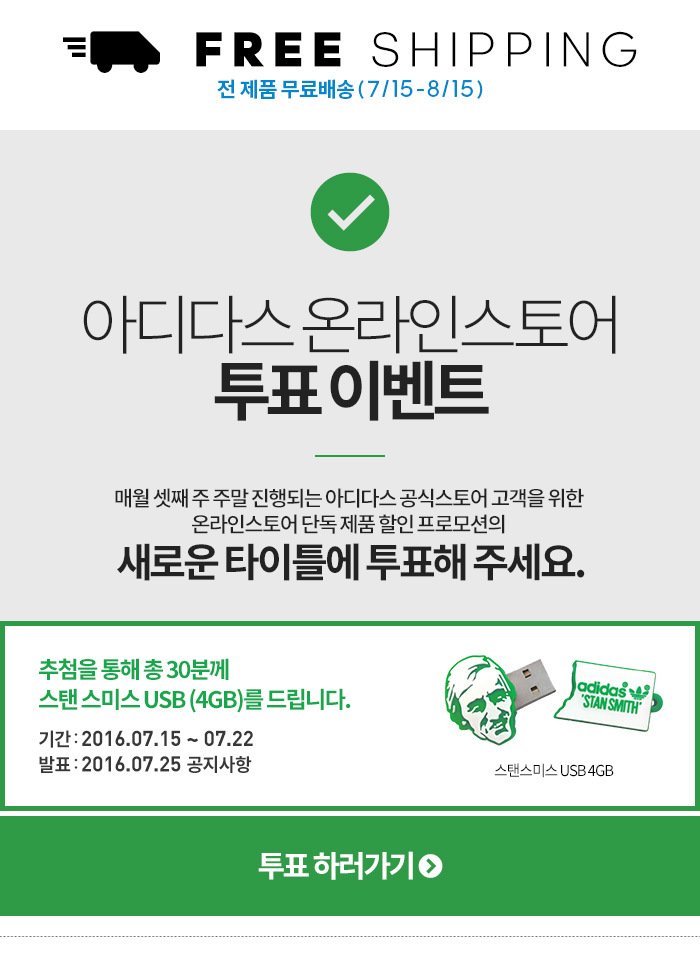 FREE SHIPPING
전 제품 무료배송 (7/15-8/15)
아디다스 온라인스토어
투표 이벤트
매월 셋째 주 주말 진행되는 아디다스 공식스토어 고객을 위한
온라인스토어 단독 제품 할인 프로모션의
새로운 타이틀에 투표해 주세요.
추첨을 통해 총 30분께
스탠 스미스 USB (4GB)를 드립니다.
기간 : 2016.07.15 ~ 07.22
발표 : 2016.07.25 공지사항
adidas
'STAN SMITH'
스탠스미스 USB 4GB
투표 하러가기